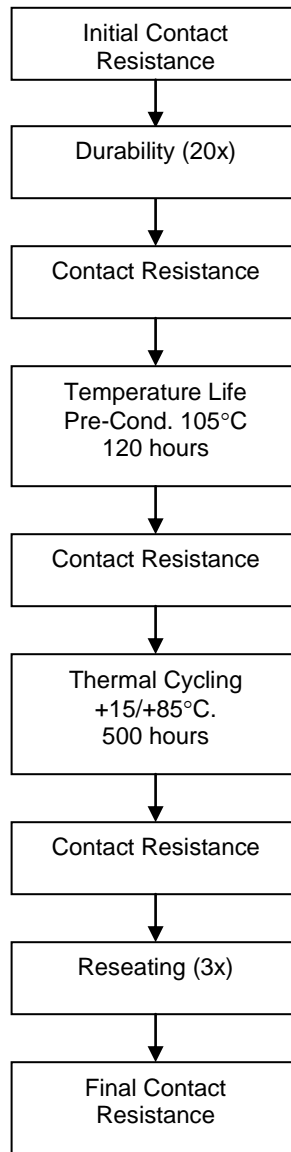 Initial Contact
Resistance
Durability (20x)
Contact Resistance
Temperature Life
Pre-Cond. 105°C
120 hours
Contact Resistance
Thermal Cycling
+15/+85°C.
500 hours
Contact Resistance
Reseating (3x)
Final Contact
Resistance